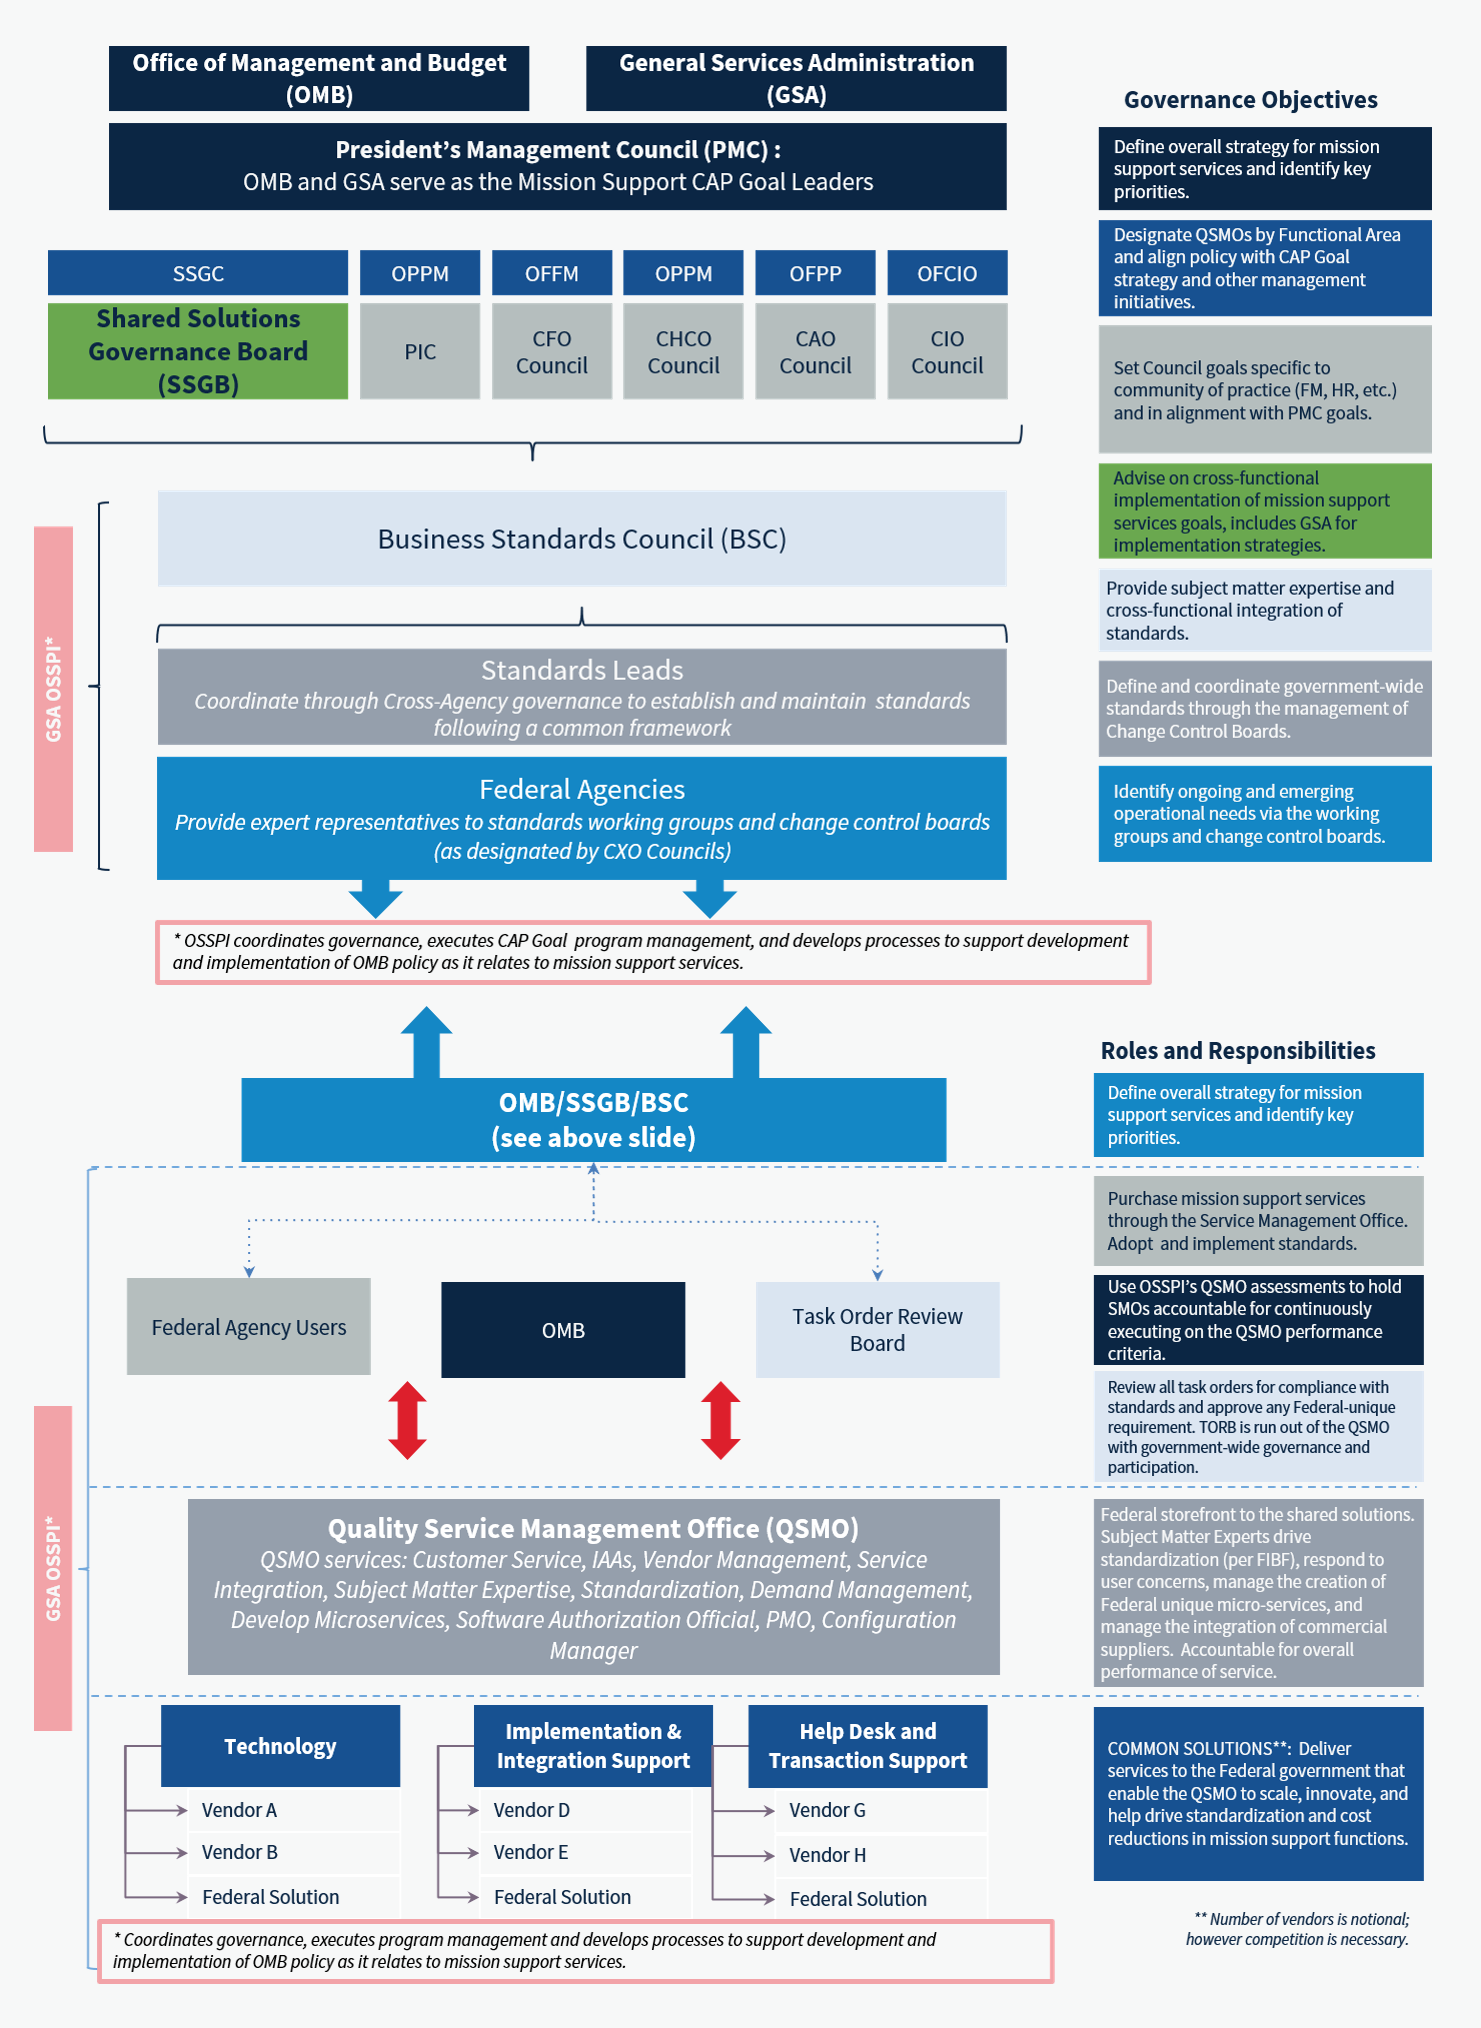 Office of Management and Budget
(OMB)
General Services Administration
(GSA)
President’s Management Council (PMC) :
OMB and GSA serve as the Mission Support CAP Goal Leaders
SSGC
OPPM
OFFM
OPPM
OFPP
OFCIO
Shared Solutions
Governance Board
(SSGB)
PIC
CFO
Council
CHCO
Council
CAO
Council
CIO
Council
Governance Objectives
Define overall strategy for mission
support services and identify key
priorities.
Designate QSMOs by Functional Area
and align policy with CAP Goal
strategy and other management
initiatives.
Set Council goals specific to
community of practice (FM, HR, etc.)
and in alignment with PMC goals.
Advise on cross-functional
implementation of mission support
services goals, includes GSA for
implementation strategies.
Provide subject matter expertise and
cross-functional integration of
standards.
Define and coordinate government-wide
standards through the management of
Change Control Boards.
Identify ongoing and emerging
operational needs via the working
groups and change control boards.
GSA OSSPI*
Business Standards Council (BSC)
Standards Leads
Coordinate through Cross-Agency governance to establish and maintain  standards
following a common framework
Federal Agencies
Provide expert representatives to standards working groups and change control boards
(as designated by CXO Councils)
* OSSPI coordinates governance, executes CAP Goal  program management, and develops processes to support development
and implementation of OMB policy as it relates to mission support services.
OMB/SSGB/BSC
(see above slide)
Federal Agency Users
OMB
Task Order Review
Board
GSA OSSPI*
Quality Service Management Office (QSMO)
QSMO services: Customer Service, IAAs, Vendor Management, Service
Integration, Subject Matter Expertise, Standardization, Demand Management,
Develop Microservices, Software Authorization Official, PMO, Configuration
Manager
Technology
Vendor A
Vendor B
Federal Solution
Implementation &
Integration Support
Vendor D
Vendor E
Federal Solution
Help Desk and
Transaction Support
Vendor G
Vendor H
Federal Solution
* Coordinates governance, executes program management and develops processes to support development and
implementation of OMB policy as it relates to mission support services.
Roles and Responsibilities
Define overall strategy for mission
support services and identify key
priorities.
Purchase mission support services
through the Service Management Office.
Adopt  and implement standards.
Use OSSPI’s QSMO assessments to hold
SMOs accountable for continuously
executing on the QSMO performance
criteria.
Review all task orders for compliance with
standards and approve any Federal-unique
requirement. TORB is run out of the QSMO
with government-wide governance and
participation.
Federal storefront to the shared solutions.
Subject Matter Experts drive
standardization (per FIBF), respond to
user concerns, manage the creation of
Federal unique micro-services, and
manage the integration of commercial
suppliers.  Accountable for overall
performance of service.
COMMON SOLUTIONS**:  Deliver
services to the Federal government that
enable the QSMO to scale, innovate, and
help drive standardization and cost
reductions in mission support functions.
** Number of vendors is notional;
however competition is necessary.